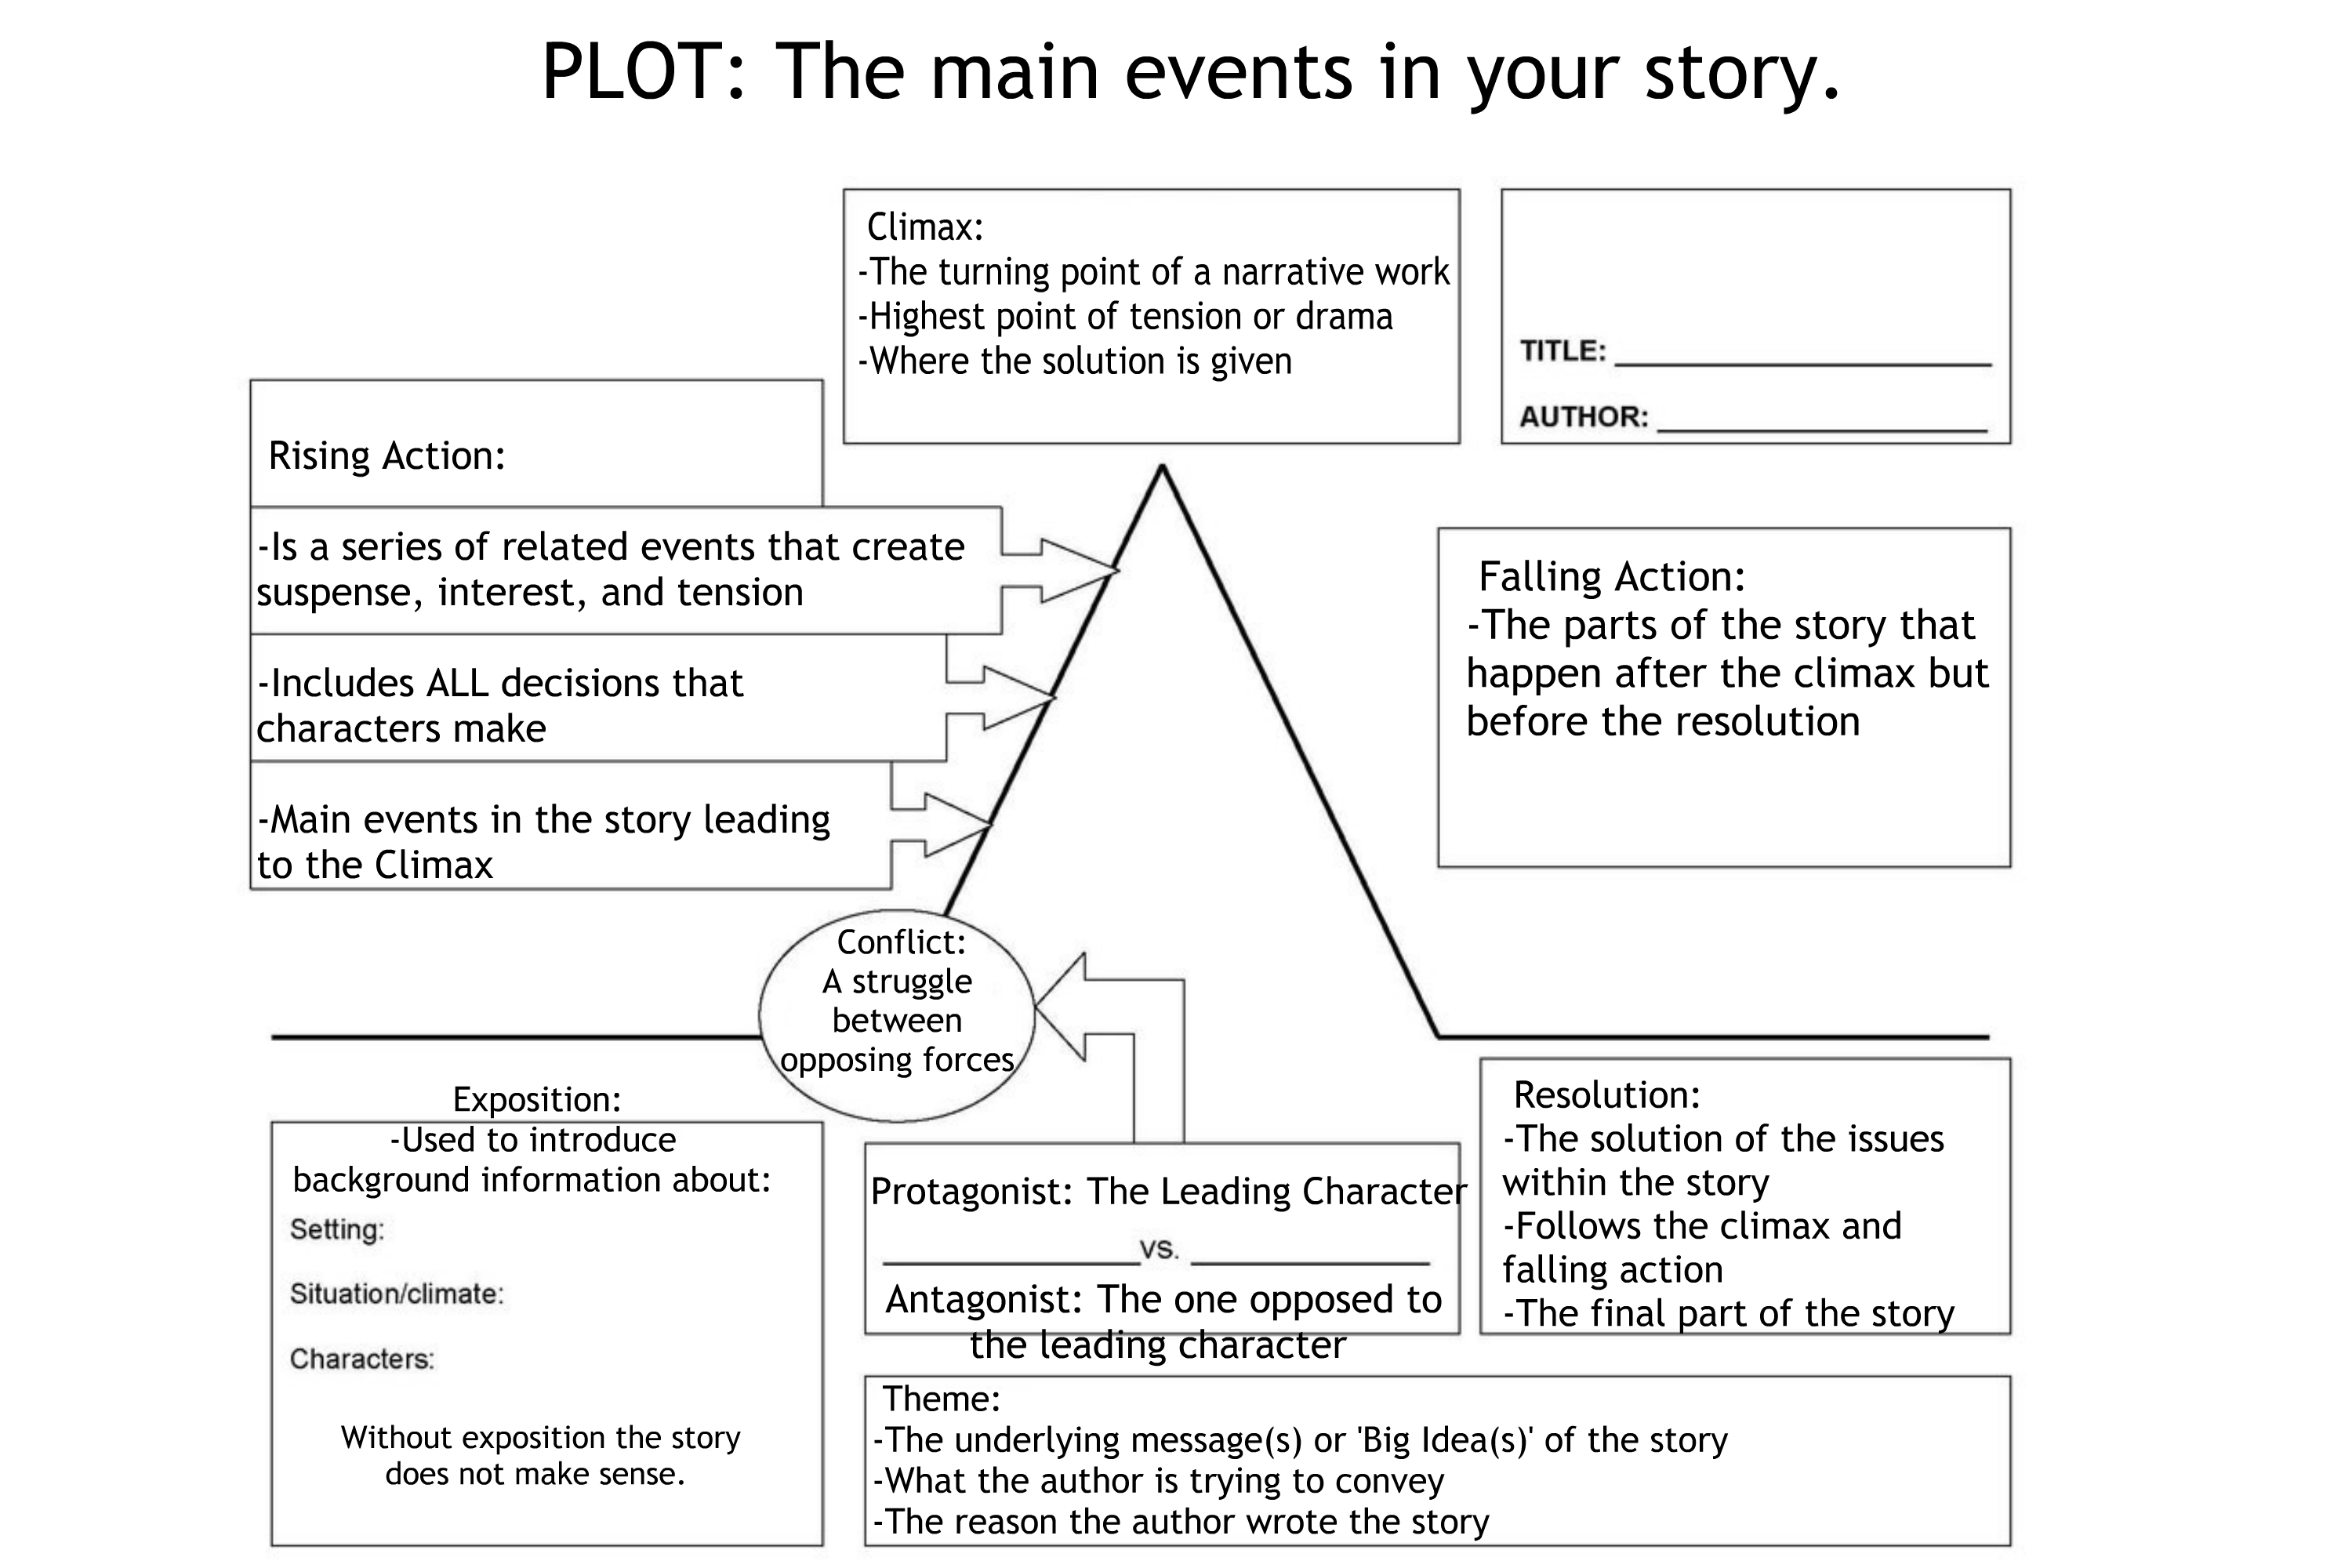 PLOT: The main events in your story.
Climax:
-The turning point of a narrative work
-Highest point of tension or drama
-Where the solution is given
TITLE:
AUTHOR:
Rising Action:
-Is a series of related events that create
suspense, interest, and tension
-Includes ALL decisions that
characters make
-Main events in the story leading
to the Climax
Falling Action:
-The parts of the story that
happen after the climax but
before the resolution
Conflict:
A struggle
between
opposing forces
Exposition:
-Used to introduce
background information about:
Setting:
Situation/climate:
Characters:
Without exposition the story
does not make sense.
Protagonist: The Leading Character
vs.
Antagonist: The one opposed to
the leading character
Resolution:
-The solution of the issues
within the story
-Follows the climax and
falling action
-The final part of the story
Theme:
-The underlying message(s) or 'Big Idea(s)' of the story
-What the author is trying to convey
-The reason the author wrote the story